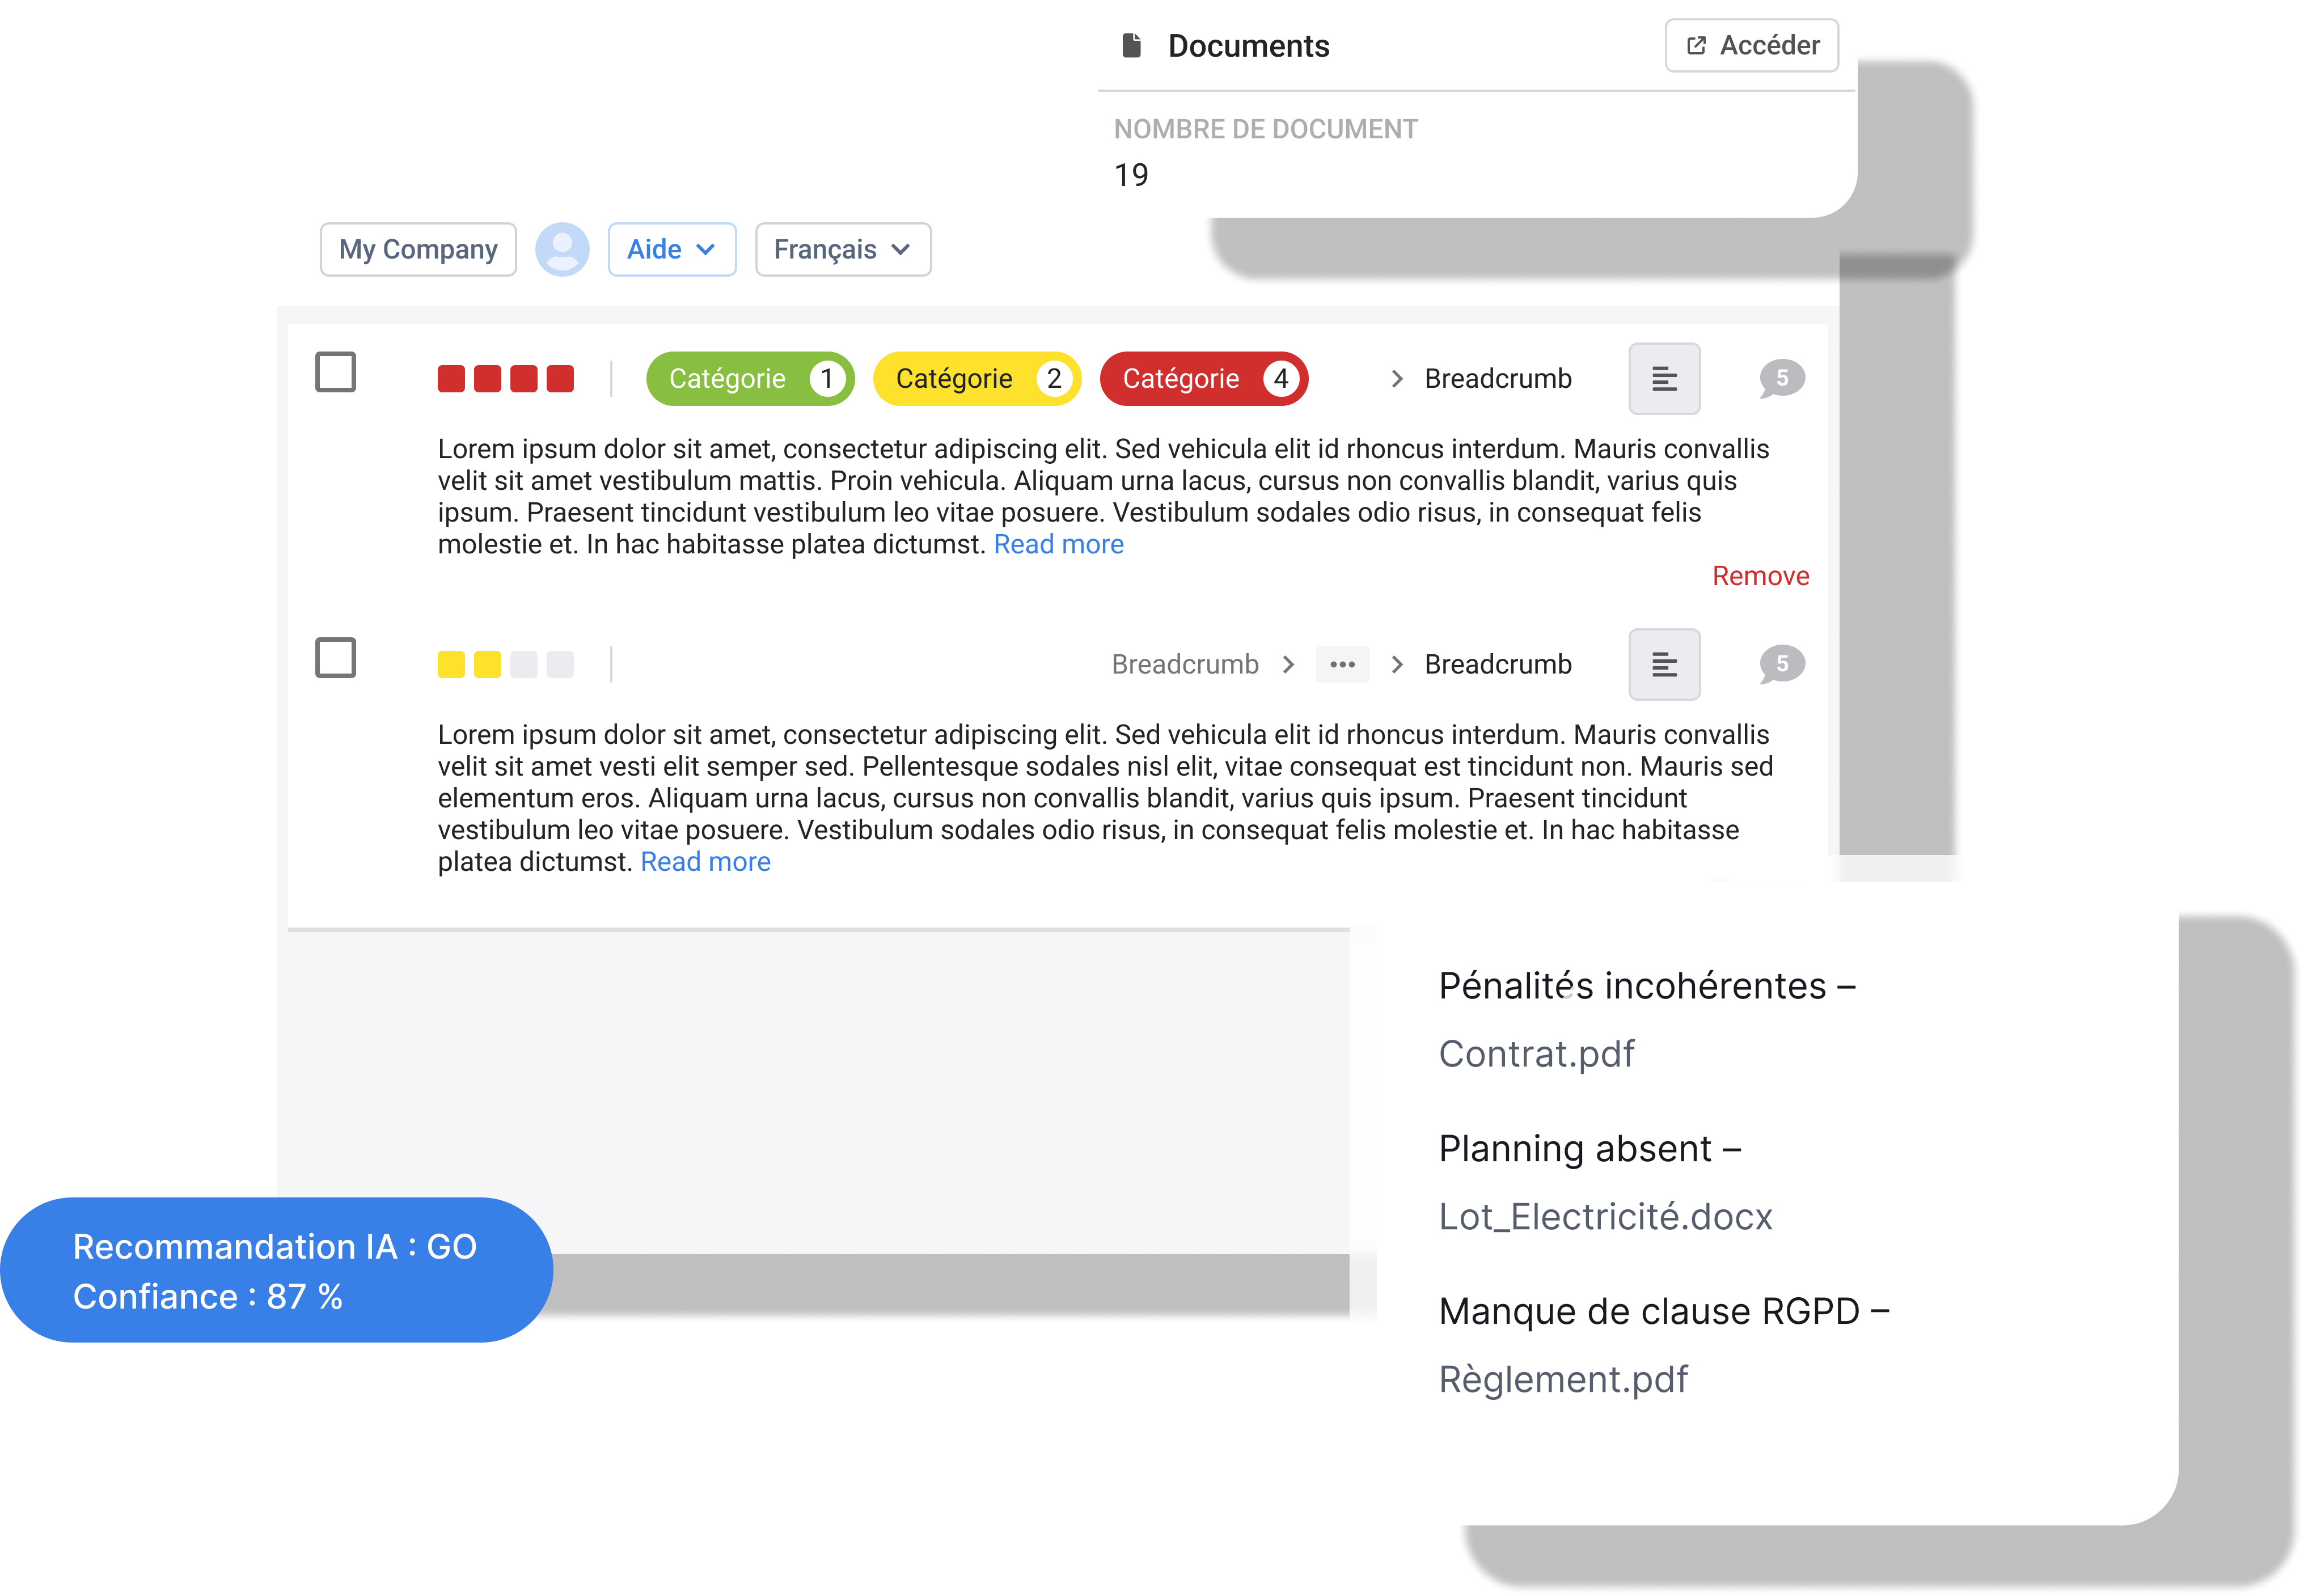 Documents
Accéder
NOMBRE DE DOCUMENT
19
My Company
Aide
Français
Catégorie 1
Catégorie 2
Catégorie 4
Breadcrumb
5
Lorem ipsum dolor sit amet, consectetur adipiscing elit. Sed vehicula elit id rhoncus interdum. Mauris convallis
velit sit amet vestibulum mattis. Proin vehicula. Aliquam urna lacus, cursus non convallis blandit, varius quis
ipsum. Praesent tincidunt vestibulum leo vitae posuere. Vestibulum sodales odio risus, in consequat felis
molestie et. In hac habitasse platea dictumst. Read more
Remove
Breadcrumb > ••• > Breadcrumb
5
Lorem ipsum dolor sit amet, consectetur adipiscing elit. Sed vehicula elit id rhoncus interdum. Mauris convallis
velit sit amet vesti elit semper sed. Pellentesque sodales nisl elit, vitae consequat est tincidunt non. Mauris sed
elementum eros. Aliquam urna lacus, cursus non convallis blandit, varius quis ipsum. Praesent tincidunt
vestibulum leo vitae posuere. Vestibulum sodales odio risus, in consequat felis molestie et. In hac habitasse
platea dictumst. Read more
Pénalités incohérentes –
Contrat.pdf
Planning absent –
Lot_Electricité.docx
Manque de clause RGPD –
Règlement.pdf
Recommandation IA : GO
Confiance : 87 %